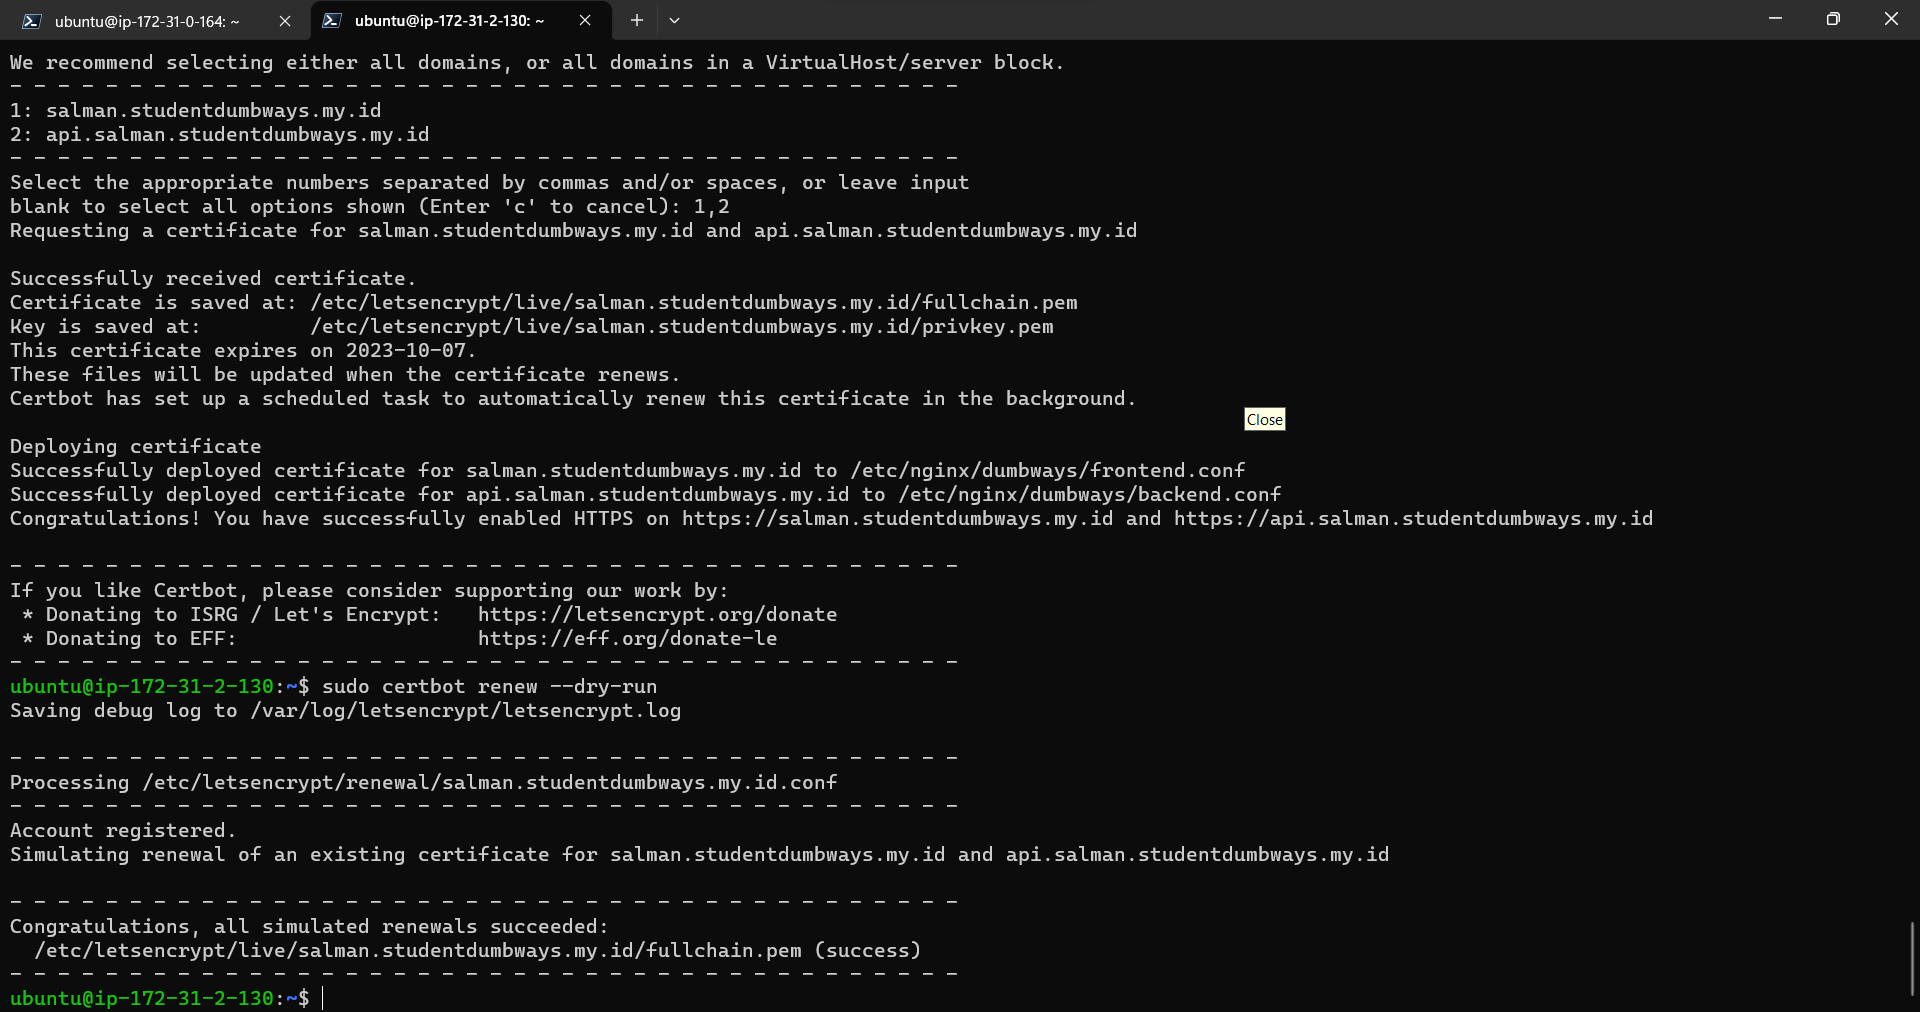 ubuntu@ip-172-31-0-164: ~
ubuntu@ip-172-31-2-130: ~
We recommend selecting either all domains, or all domains in a VirtualHost/server block.
- - - - - - - - - - - - - - - - - - - - - - - - - - - - - - - - - - - - - - - -
1: salman.studentdumbways.my.id
2: api.salman.studentdumbways.my.id
- - - - - - - - - - - - - - - - - - - - - - - - - - - - - - - - - - - - - - - -
Select the appropriate numbers separated by commas and/or spaces, or leave input
blank to select all options shown (Enter 'c' to cancel): 1,2
Requesting a certificate for salman.studentdumbways.my.id and api.salman.studentdumbways.my.id
Successfully received certificate.
Certificate is saved at: /etc/letsencrypt/live/salman.studentdumbways.my.id/fullchain.pem
Key is saved at:         /etc/letsencrypt/live/salman.studentdumbways.my.id/privkey.pem
This certificate expires on 2023-10-07.
These files will be updated when the certificate renews.
Certbot has set up a scheduled task to automatically renew this certificate in the background.
Close
Deploying certificate
Successfully deployed certificate for salman.studentdumbways.my.id to /etc/nginx/dumbways/frontend.conf
Successfully deployed certificate for api.salman.studentdumbways.my.id to /etc/nginx/dumbways/backend.conf
Congratulations! You have successfully enabled HTTPS on https://salman.studentdumbways.my.id and https://api.salman.studentdumbways.my.id
- - - - - - - - - - - - - - - - - - - - - - - - - - - - - - - - - - - - - - - -
If you like Certbot, please consider supporting our work by:
 * Donating to ISRG / Let's Encrypt:   https://letsencrypt.org/donate
 * Donating to EFF:                    https://eff.org/donate-le
- - - - - - - - - - - - - - - - - - - - - - - - - - - - - - - - - - - - - - - -
ubuntu@ip-172-31-2-130:~$ sudo certbot renew --dry-run
Saving debug log to /var/log/letsencrypt/letsencrypt.log
- - - - - - - - - - - - - - - - - - - - - - - - - - - - - - - - - - - - - - - -
Processing /etc/letsencrypt/renewal/salman.studentdumbways.my.id.conf
- - - - - - - - - - - - - - - - - - - - - - - - - - - - - - - - - - - - - - - -
Account registered.
Simulating renewal of an existing certificate for salman.studentdumbways.my.id and api.salman.studentdumbways.my.id
- - - - - - - - - - - - - - - - - - - - - - - - - - - - - - - - - - - - - - - -
Congratulations, all simulated renewals succeeded:
  /etc/letsencrypt/live/salman.studentdumbways.my.id/fullchain.pem (success)
- - - - - - - - - - - - - - - - - - - - - - - - - - - - - - - - - - - - - - - -
ubuntu@ip-172-31-2-130:~$